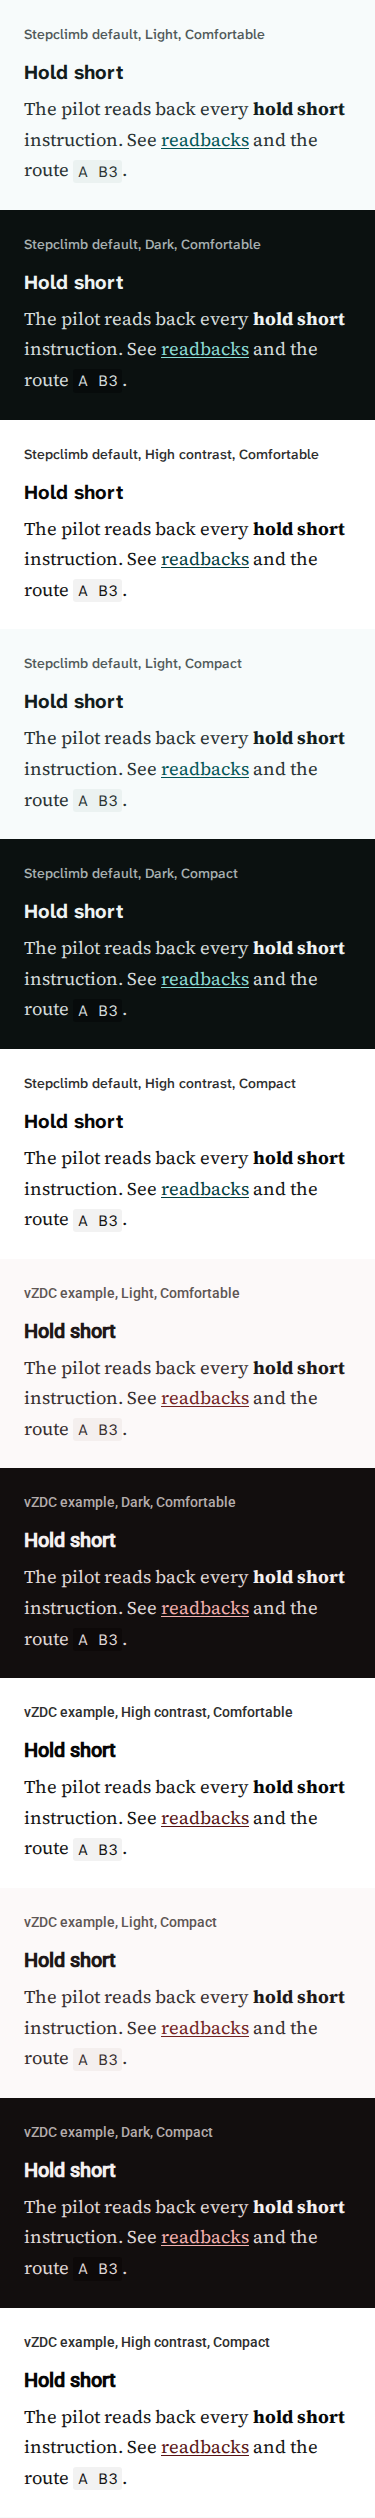 Stepclimb default, Light, Comfortable
Hold short
The pilot reads back every hold short
instruction. See readbacks and the
route A B3.
Stepclimb default, Dark, Comfortable
Hold short
The pilot reads back every hold short
instruction. See readbacks and the
route A B3.
Stepclimb default, High contrast, Comfortable
Hold short
The pilot reads back every hold short
instruction. See readbacks and the
route A B3.
Stepclimb default, Light, Compact
Hold short
The pilot reads back every hold short
instruction. See readbacks and the
route A B3.
Stepclimb default, Dark, Compact
Hold short
The pilot reads back every hold short
instruction. See readbacks and the
route A B3.
Stepclimb default, High contrast, Compact
Hold short
The pilot reads back every hold short
instruction. See readbacks and the
route A B3.
vZDC example, Light, Comfortable
Hold short
The pilot reads back every hold short
instruction. See readbacks and the
route A B3.
vZDC example, Dark, Comfortable
Hold short
The pilot reads back every hold short
instruction. See readbacks and the
route A B3.
vZDC example, High contrast, Comfortable
Hold short
The pilot reads back every hold short
instruction. See readbacks and the
route A B3.
vZDC example, Light, Compact
Hold short
The pilot reads back every hold short
instruction. See readbacks and the
route A B3.
vZDC example, Dark, Compact
Hold short
The pilot reads back every hold short
instruction. See readbacks and the
route A B3.
vZDC example, High contrast, Compact
Hold short
The pilot reads back every hold short
instruction. See readbacks and the
route A B3.